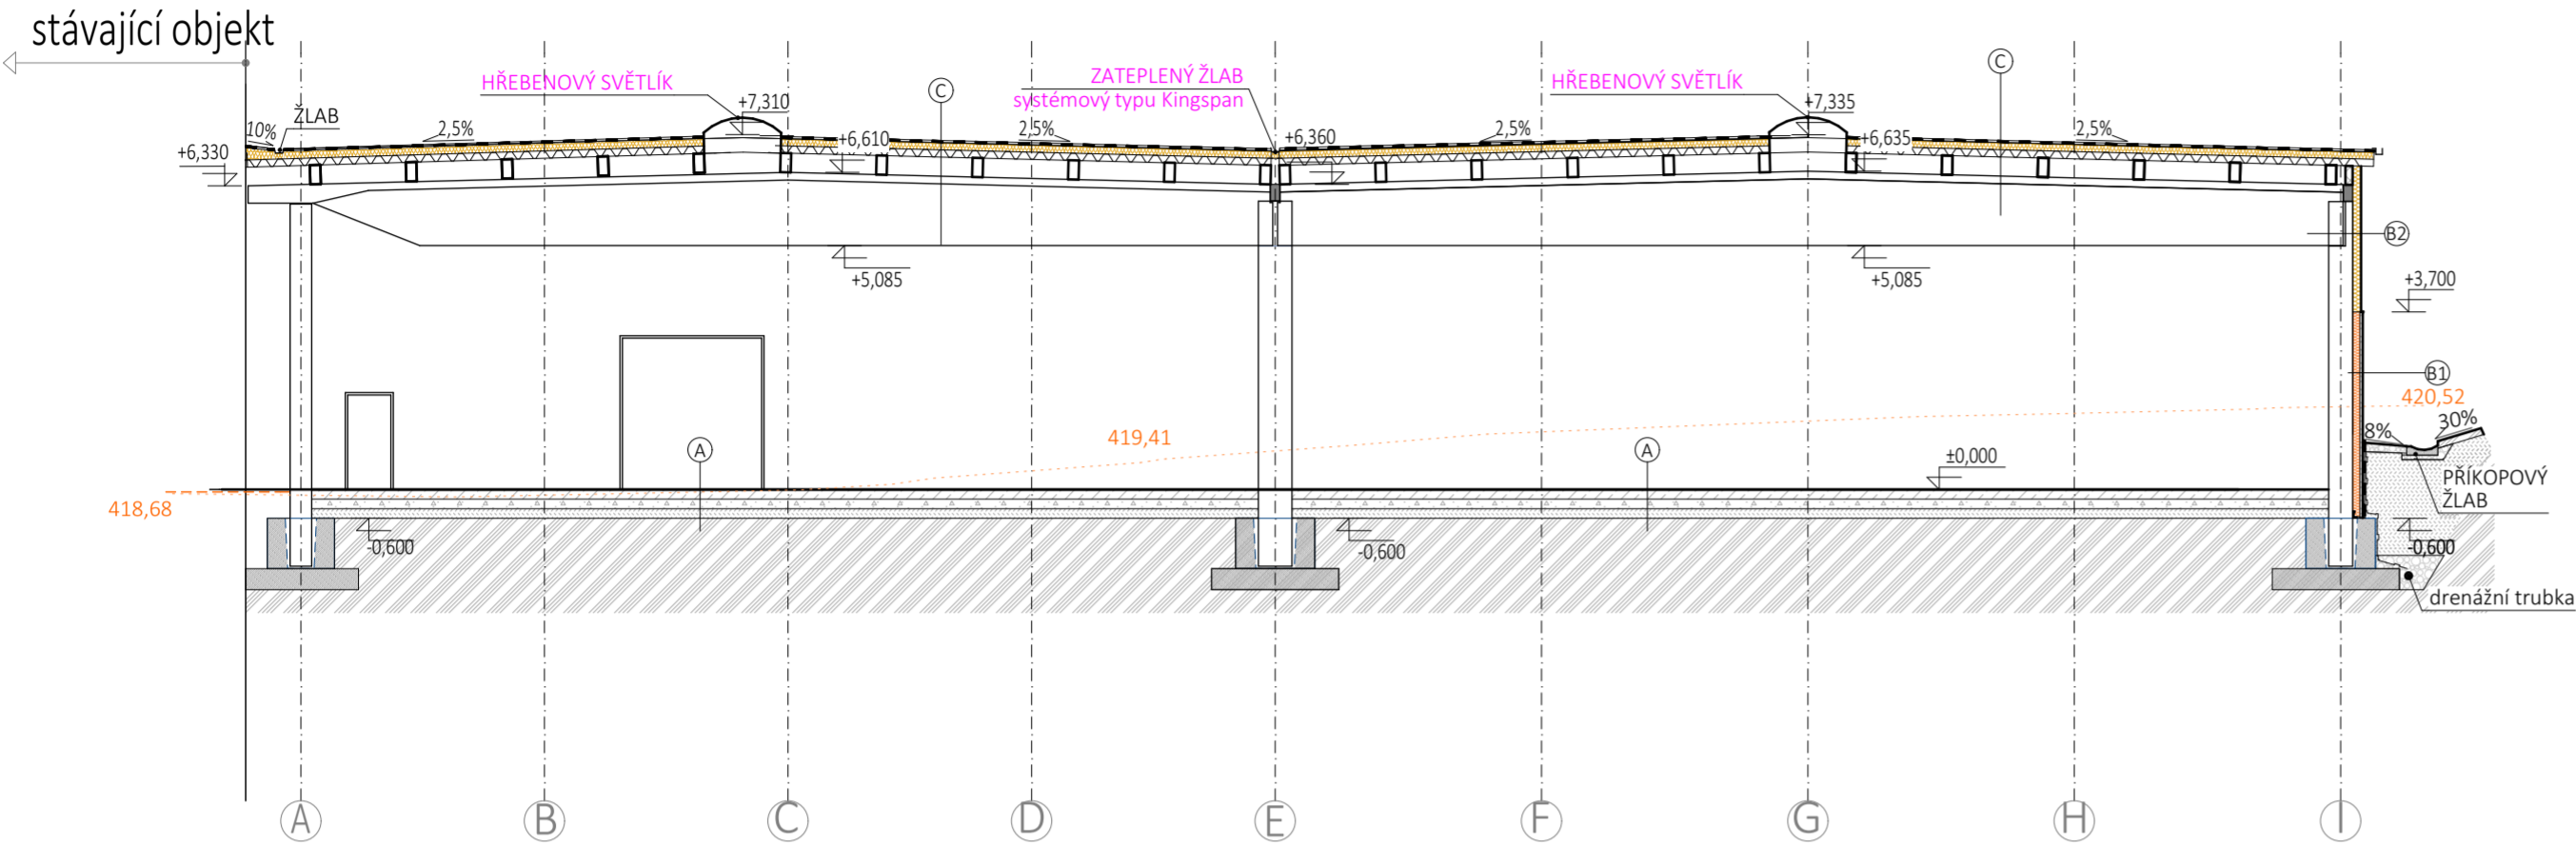 stávající objekt
HŘEBENOVÝ SVĚTLÍK
ZATEPLENÝ ŽLAB
systémový typu Kingspan
HŘEBENOVÝ SVĚTLÍK
C
C
+7,310
+7,335
10%
ŽLAB
2,5%
+6,610
2,5%
+6,360
2,5%
+6,635
2,5%
+6,330
B2
+5,085
+5,085
+3,700
B1
420,52
419,41
8%
30%
A
A
±0,000
PŘÍKOPOVÝ
ŽLAB
418,68
-0,600
-0,600
-0,600
drenážní trubka
A
B
C
D
E
F
G
H
I